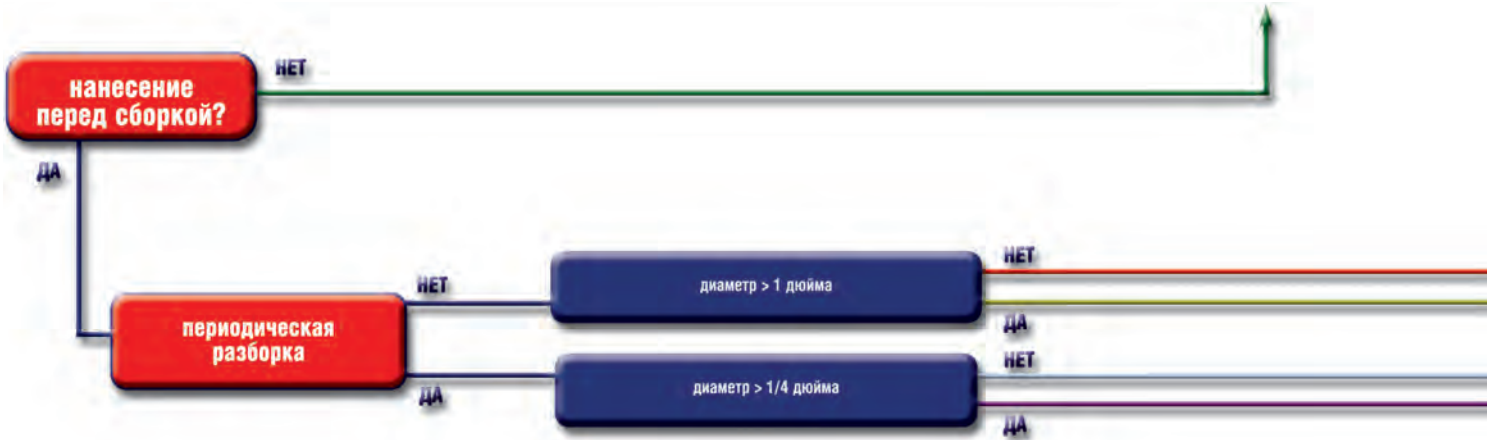 НЕТ
нанесение
перед сборкой?
ДА
НЕТ
диаметр > 1 дюйма
НЕТ
ДА
периодическая
разборка
ДА
диаметр > 1/4 дюйма
НЕТ
ДА